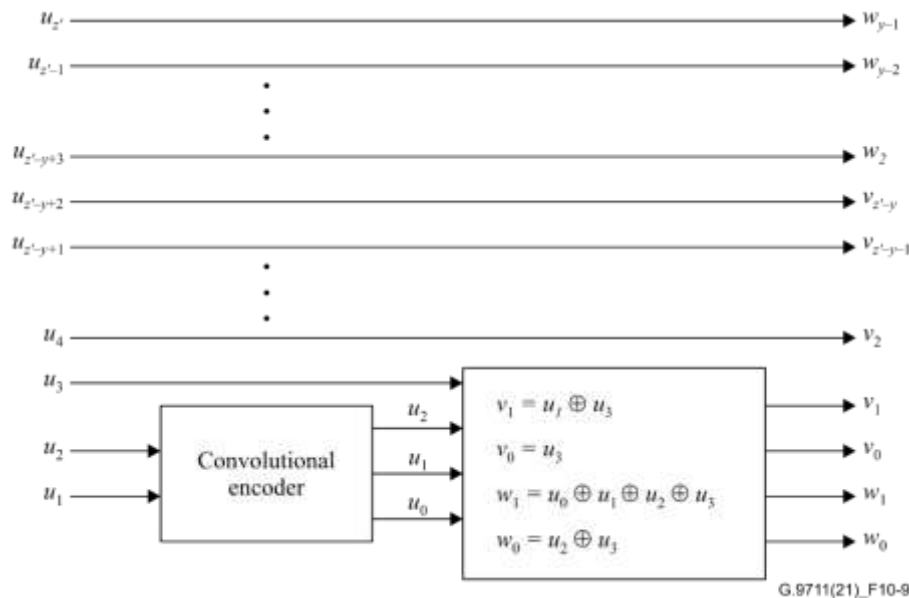 u_{z'} w_{y–1}
u_{z'–1} w_{y–2}
u_{z'–y+3} w_2
u_{z'–y+2} v_{z'–y}
u_{z'–y+1} v_{z'–y–1}
u_4 v_2
u_3
u_2
u_1
Convolutional
encoder
u_2
u_1
u_0
v_1 = u_1 ⊕ u_3
v_0 = u_3
w_1 = u_0 ⊕ u_1 ⊕ u_2 ⊕ u_3
w_0 = u_2 ⊕ u_3
v_1
v_0
w_1
w_0
G.9711(21)_F10-9